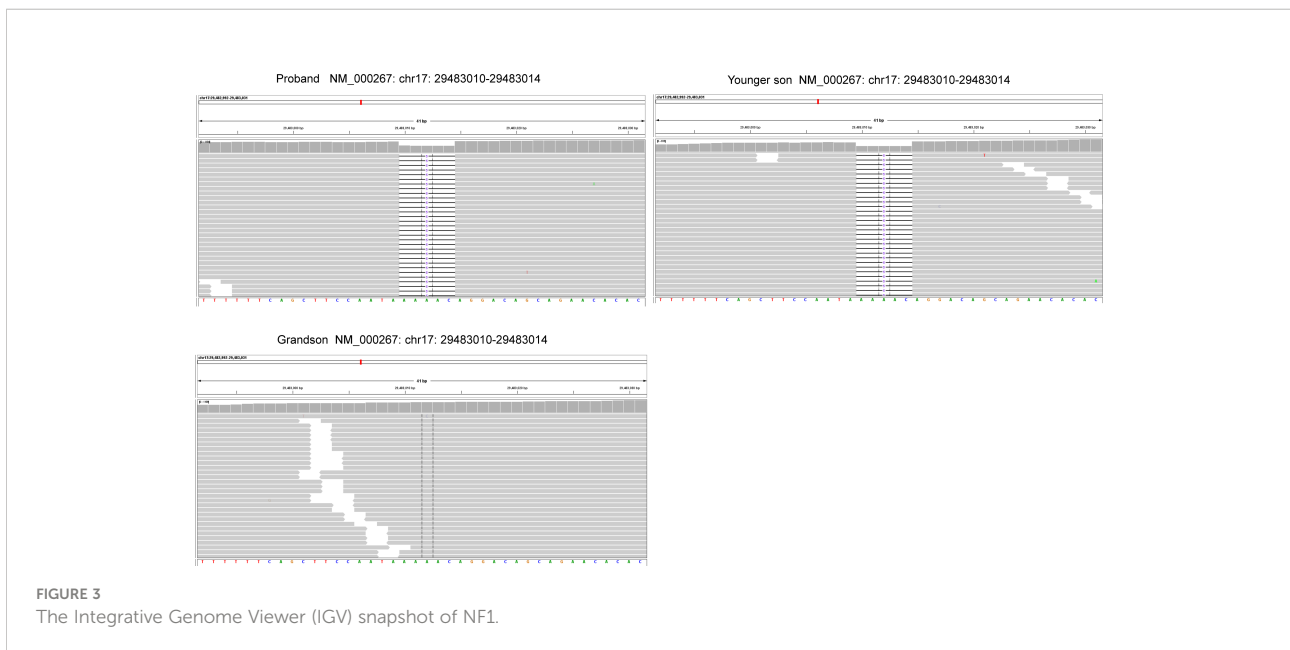 Proband NM_000267: chr17: 29483010-29483014
Younger son NM_000267: chr17: 29483010-29483014
41 bp
41 bp
T T T T T T C A G C T T C C A A T A A A A A C A G G A C A G C A G A A C A C A C
T T T T T T C A G C T T C C A A T A A A A A C A G G A C A G C A G A A C A C A C
Grandson NM_000267: chr17: 29483010-29483014
41 bp
T T T T T T C A G C T T C C A A T A A A A A C A G G A C A G C A G A A C A C A C
FIGURE 3
The Integrative Genome Viewer (IGV) snapshot of NF1.